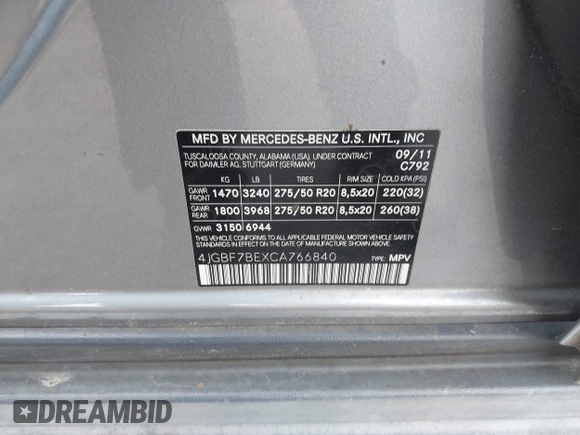 MFD BY MERCEDES-BENZ U.S. INTL., INC
TUSCALOOSA COUNTY, ALABAMA (USA). UNDER CONTRACT 09/11
FOR DAIMLER AG, STUTTGART (GERMANY) C792
KG LB TIRES RIM SIZE COLD KPA (PSI)
GAWR FRONT 1470 3240 275/50 R20 8,5x20 220(32)
GAWR REAR 1800 3968 275/50 R20 8,5x20 260(38)
GVWR 3150 6944
THIS VEHICLE CONFORMS TO ALL APPLICABLE FEDERAL MOTOR VEHICLE SAFETY AND THEFT PREVENTION STANDARDS IN EFFECT ON THE DATE OF MANUFACTURE SHOWN ABOVE.
4JGBF7BEXCA766840
TYPE: MPV
DREAMBID